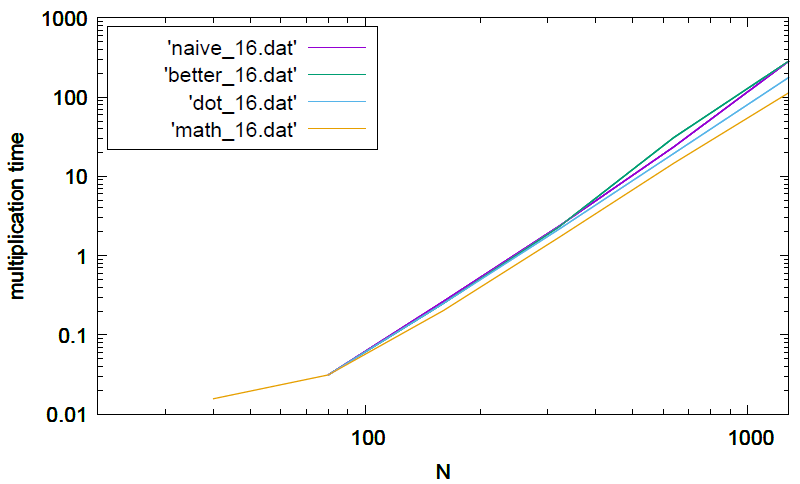 1000
100
10
1
0.1
0.01
multiplication time
'naive_16.dat'
'better_16.dat'
'dot_16.dat'
'math_16.dat'
100
1000
N